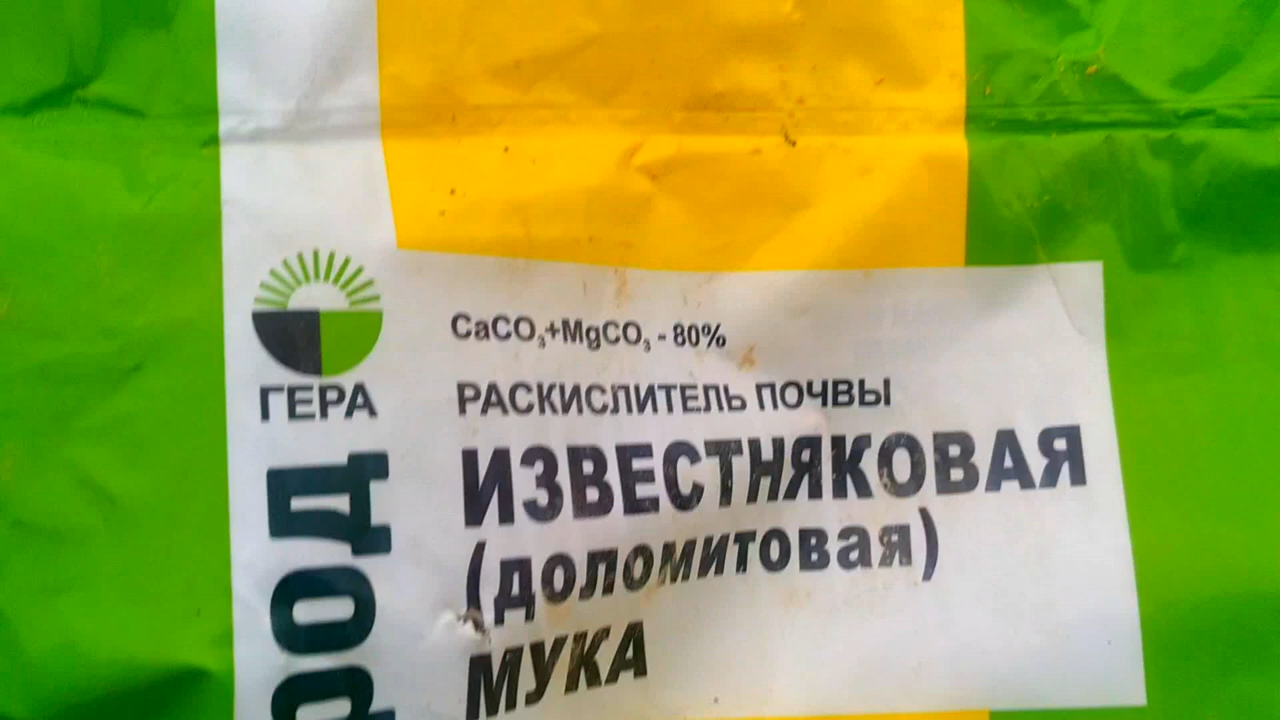 ГЕРА
CaCO₃+MgCO₃ - 80%
РАСКИСЛИТЕЛЬ ПОЧВЫ
ИЗВЕСТНЯКОВАЯ
(доломитовая)
МУКА